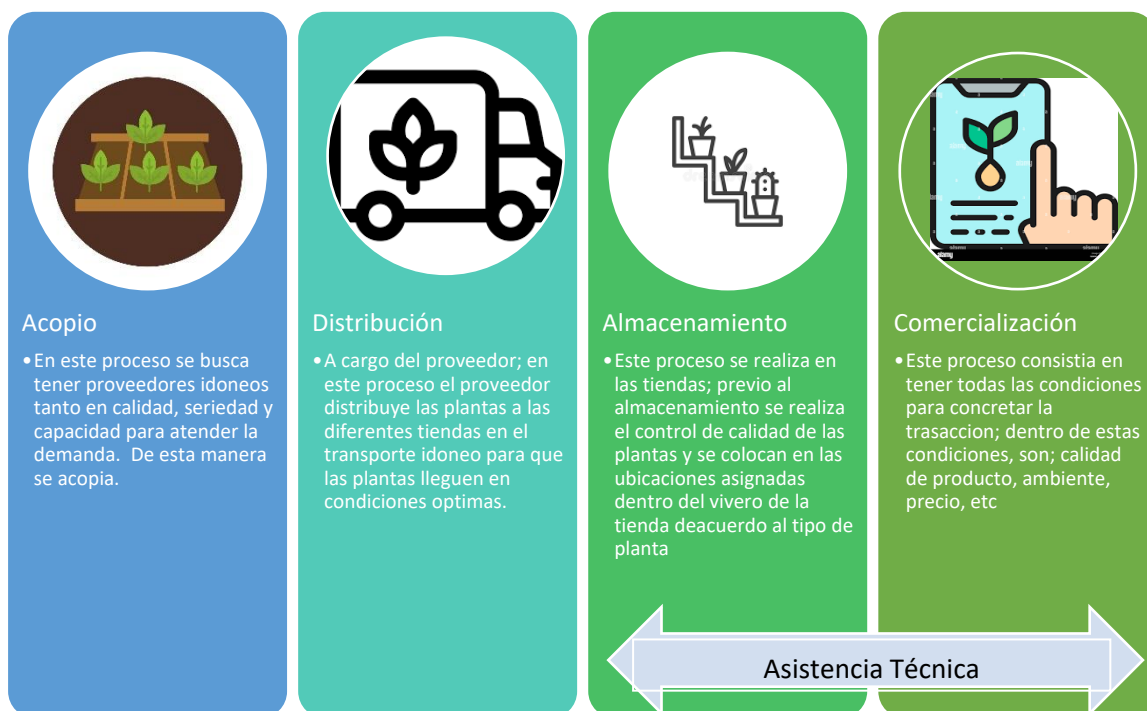 Acopio
•En este proceso se busca
tener proveedores idoneos
tanto en calidad, seriedad y
capacidad para atender la
demanda.  De esta manera
se acopia.
Distribución
•A cargo del proveedor; en
este proceso el proveedor
distribuye las plantas a las
diferentes tiendas en el
transporte idoneo para que
las plantas lleguen en
condiciones optimas.
Almacenamiento
•Este proceso se realiza en
las tiendas; previo al
almacenamiento se realiza
el control de calidad de las
plantas y se colocan en las
ubicaciones asignadas
dentro del vivero de la
tienda deacuerdo al tipo de
planta
Comercialización
•Este proceso consistia en
tener todas las condiciones
para concretar la
trasaccion; dentro de estas
condiciones, son; calidad
de producto, ambiente,
precio, etc
Asistencia Técnica
alamy